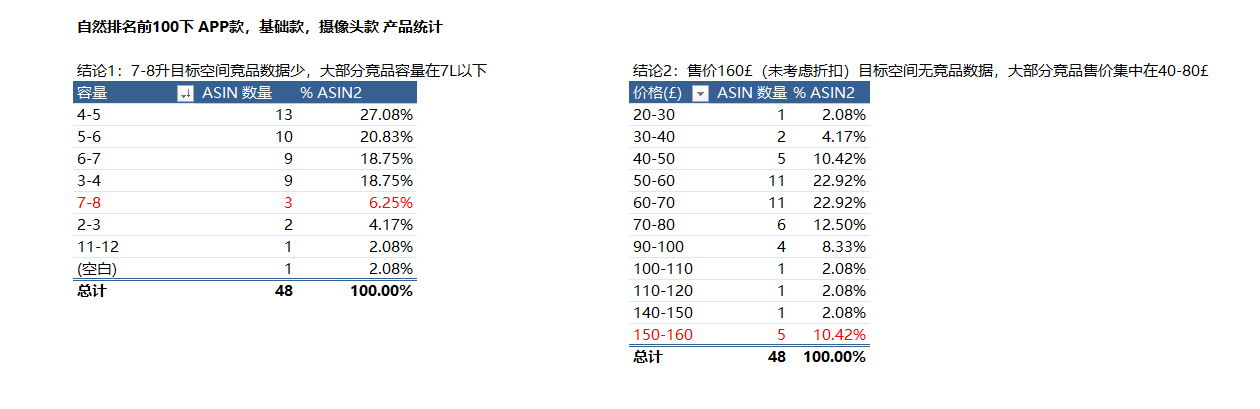 自然排名前100下 APP款，基础款，摄像头款 产品统计
结论1：7-8升目标空间竞品数据少，大部分竞品容量在7L以下
容量 ASIN 数量 % ASIN2
4-5 13 27.08%
5-6 10 20.83%
6-7 9 18.75%
3-4 9 18.75%
7-8 3 6.25%
2-3 2 4.17%
11-12 1 2.08%
(空白) 1 2.08%
总计 48 100.00%
结论2：售价160£（未考虑折扣）目标空间无竞品数据，大部分竞品售价集中在40-80£
价格(£) ASIN 数量 % ASIN2
20-30 1 2.08%
30-40 2 4.17%
40-50 5 10.42%
50-60 11 22.92%
60-70 11 22.92%
70-80 6 12.50%
90-100 4 8.33%
100-110 1 2.08%
110-120 1 2.08%
140-150 1 2.08%
150-160 5 10.42%
总计 48 100.00%